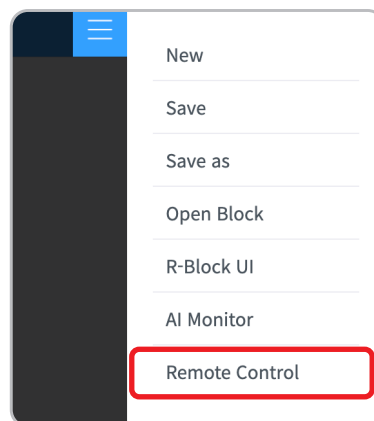 New
Save
Save as
Open Block
R-Block UI
AI Monitor
Remote Control